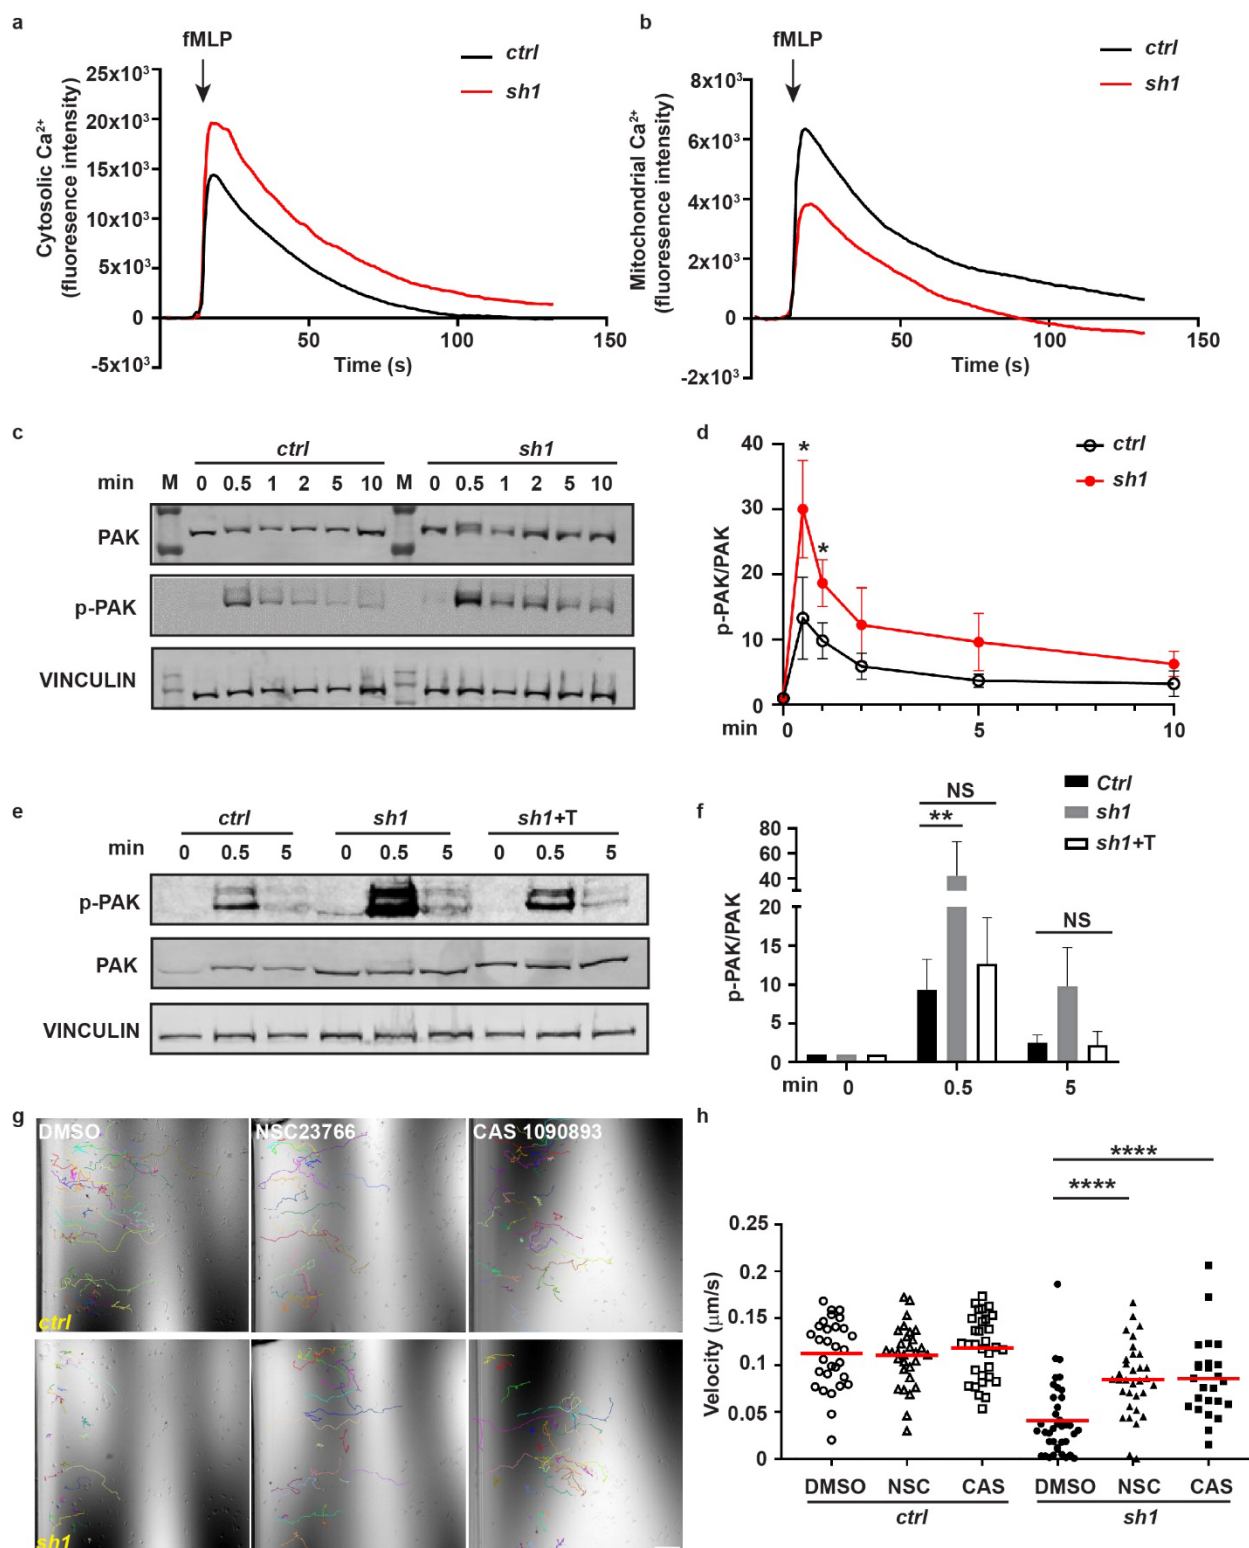 a
fMLP
ctrl
sh1
Cytosolic Ca²⁺
(fluoresence intensity)
25x10³
20x10³
15x10³
10x10³
5x10³
0
-5x10³
50
100
150
Time (s)
b
fMLP
ctrl
sh1
Mitochondrial Ca²⁺
(fluoresence intensity)
8x10³
6x10³
4x10³
2x10³
0
-2x10³
50
100
150
Time (s)
c
ctrl
sh1
min M 0 0.5 1 2 5 10 M 0 0.5 1 2 5 10
PAK
p-PAK
VINCULIN
d
ctrl
sh1
p-PAK/PAK
40
30
20
10
0
*
*
min 0 5 10
e
ctrl sh1 sh1+T
min 0 0.5 5 0 0.5 5 0 0.5 5
p-PAK
PAK
VINCULIN
f
Ctrl
sh1
sh1+T
NS
**
NS
p-PAK/PAK
80
60
40
20
20
15
10
5
0
min 0 0.5 5
g
DMSO NSC23766 CAS 1090893
ctrl
sh1
h
****
****
Velocity (μm/s)
0.25
0.2
0.15
0.1
0.05
0
DMSO NSC CAS DMSO NSC CAS
ctrl sh1